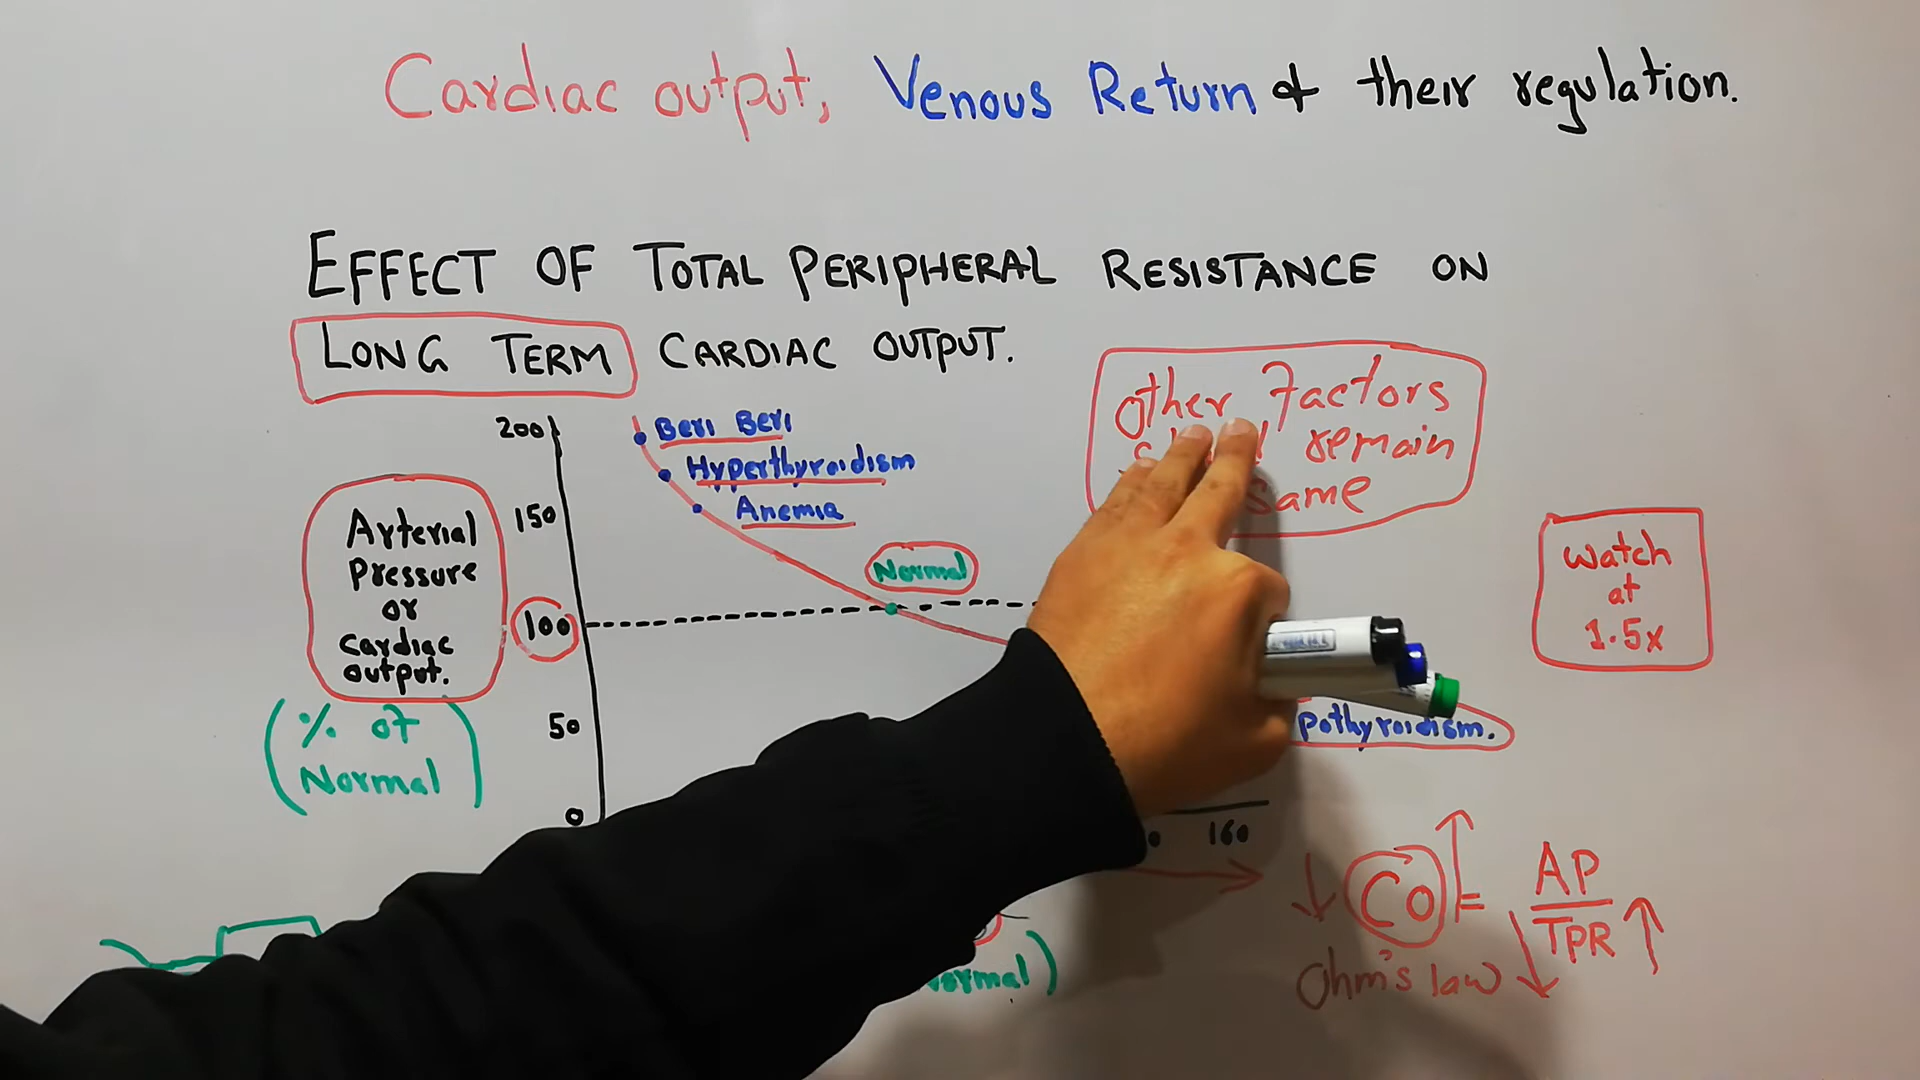 Cardiac output, Venous Return & their regulation.
EFFECT OF TOTAL PERIPHERAL RESISTANCE ON
LONG TERM CARDIAC OUTPUT.
Other Factors
remain
same
200
Beri Beri
Hyperthyroidism
150
Anemia
Normal
100
50
0
Arterial
Pressure
or
Cardiac
output.
(% of
Normal)
Watch
at
1.5x
pothyroidism.
160
CO = AP
TPR
Ohm's law
ormal)